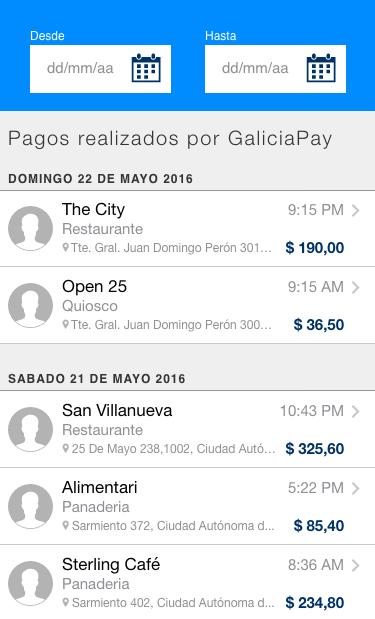 Desde Hasta
dd/mm/aa dd/mm/aa
Pagos realizados por GaliciaPay
DOMINGO 22 DE MAYO 2016
The City 9:15 PM
Restaurante
Tte. Gral. Juan Domingo Perón 301... $ 190,00
Open 25 9:15 AM
Quiosco
Tte. Gral. Juan Domingo Perón 300... $ 36,50
SABADO 21 DE MAYO 2016
San Villanueva 10:43 PM
Restaurante
25 De Mayo 238,1002, Ciudad Autó... $ 325,60
Alimentari 5:22 PM
Panaderia
Sarmiento 372, Ciudad Autónoma d... $ 85,40
Sterling Café 8:36 AM
Panaderia
Sarmiento 402, Ciudad Autónoma d... $ 234,80